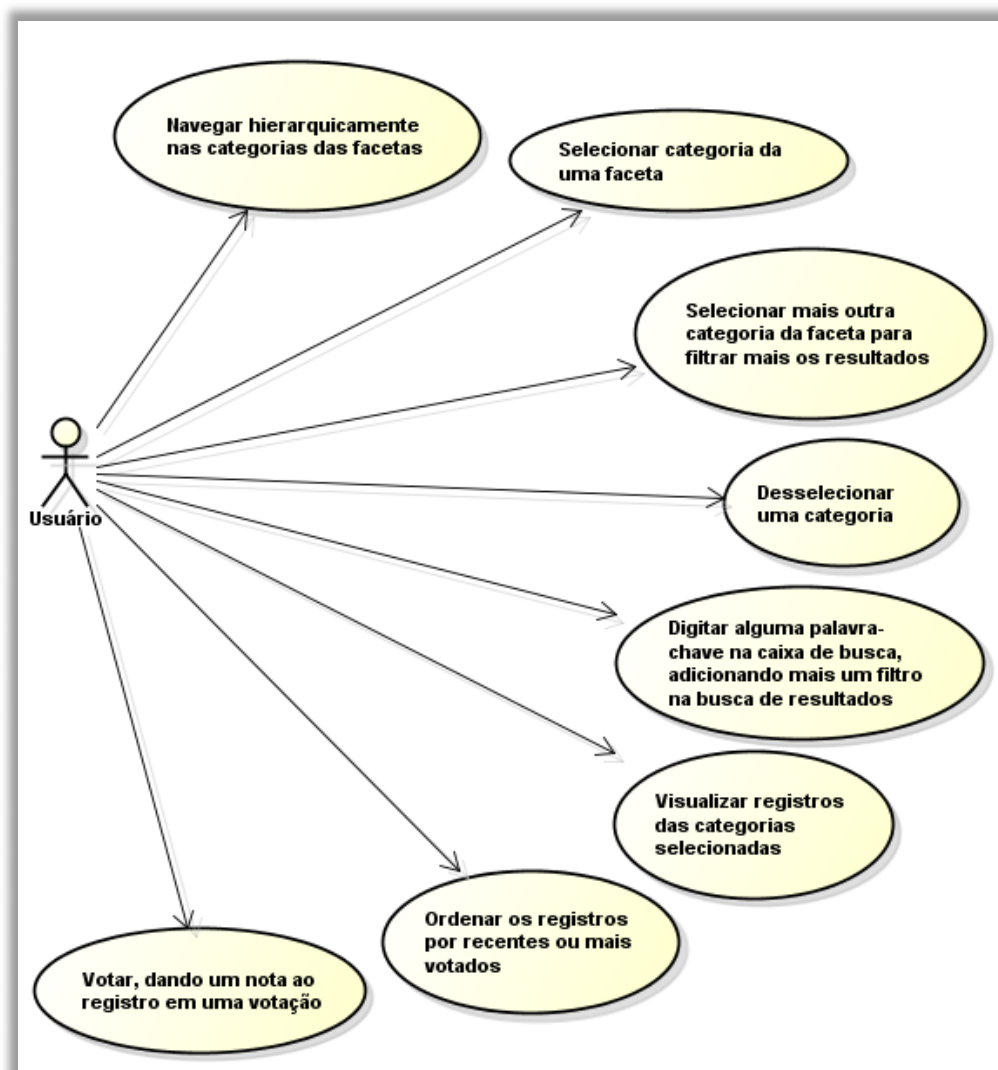 Navegar hierarquicamente
nas categorias das facetas
Selecionar categoria da
uma faceta
Selecionar mais outra
categoria da faceta para
filtrar mais os resultados
Usuário
Desselecionar
uma categoria
Digitar alguma palavra-
chave na caixa de busca,
adicionando mais um filtro
na busca de resultados
Visualizar registros
das categorias
selecionadas
Ordenar os registros
por recentes ou mais
votados
Votar, dando um nota ao
registro em uma votação